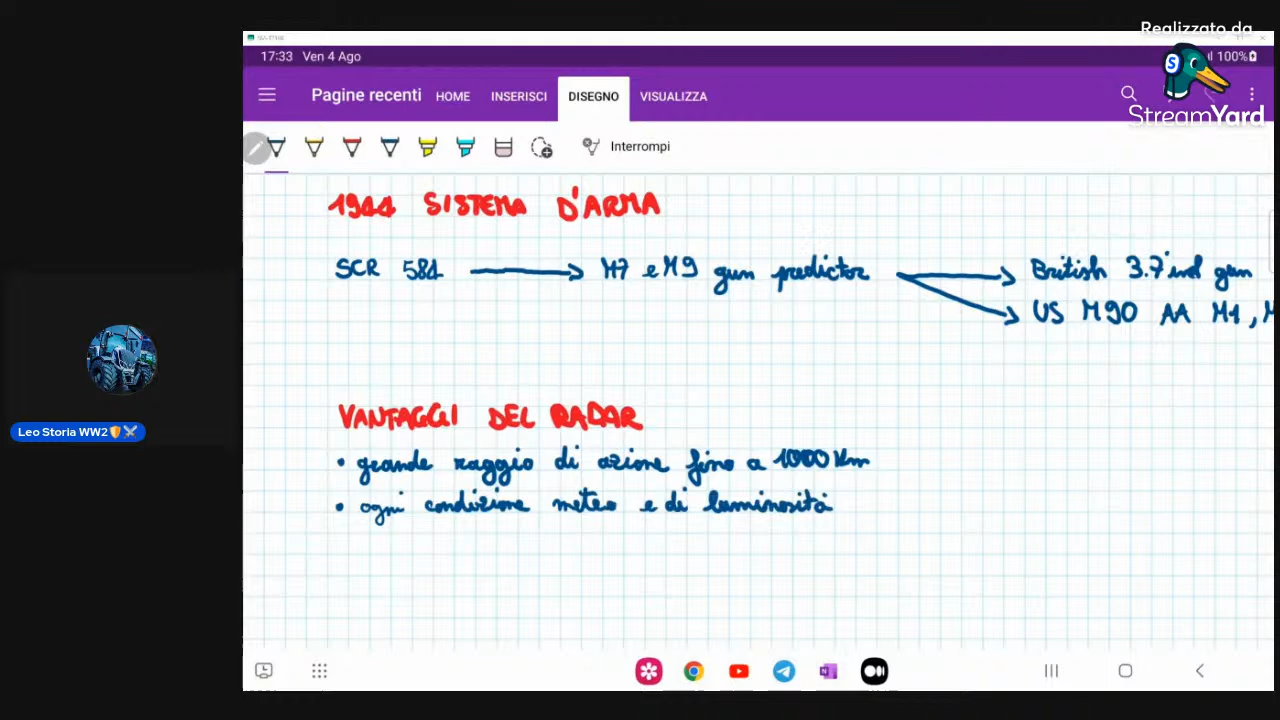 Realizzato da
StreamYard
17:33 Ven 4 Ago
100%
Pagine recenti HOME INSERISCI DISEGNO VISUALIZZA
Interrompi
1944 SISTEMA D'ARMA
SCR 584 → M7 e M9 gun predictor → British 3.7 gun
→ US M90 AA M1,
VANTAGGI DEL RADAR
• grande raggio di azione fino a 1000 Km
• ogni condizione meteo e di luminosità
Leo Storia WW2🛡️⚔️